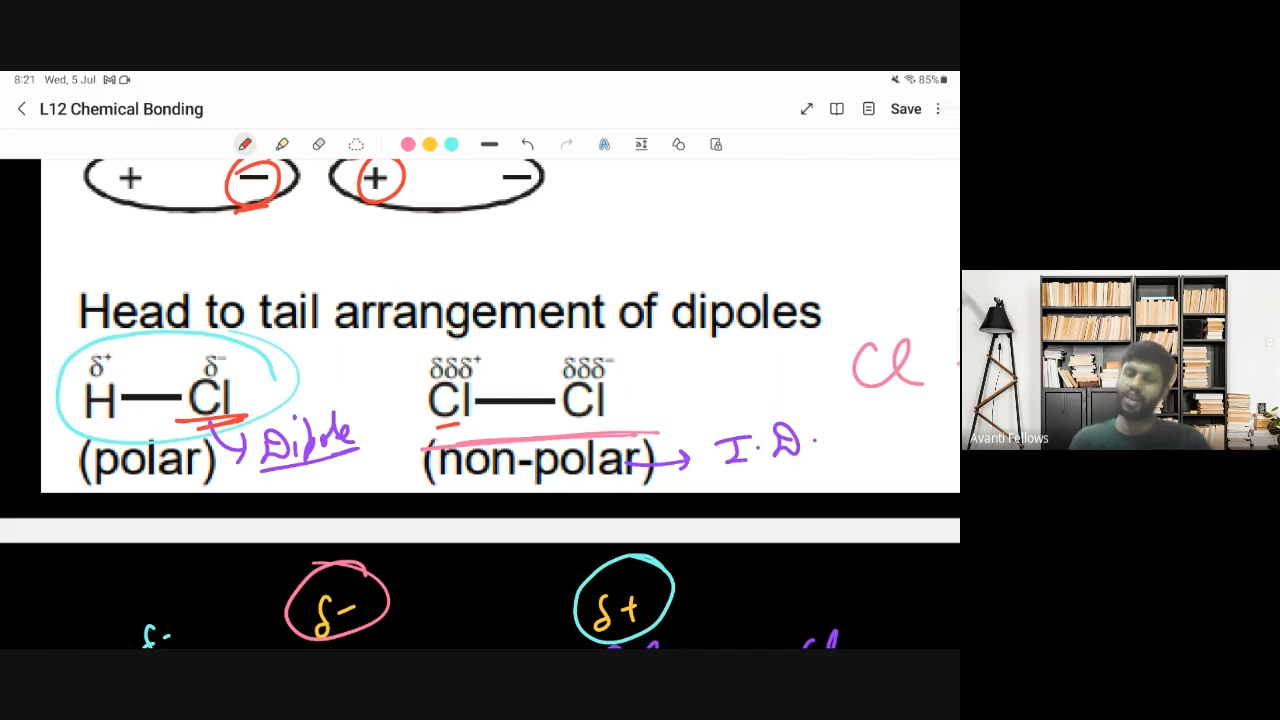 8:21 Wed, 5 Jul 85%
L12 Chemical Bonding Save
+ − + −
Head to tail arrangement of dipoles
δ⁺ δ⁻ δδδ⁺ δδδ⁻
H—Cl Cl—Cl Cl
(polar) Dipole (non-polar) I.D.
Avanti Fellows
δ- δ+
δ-